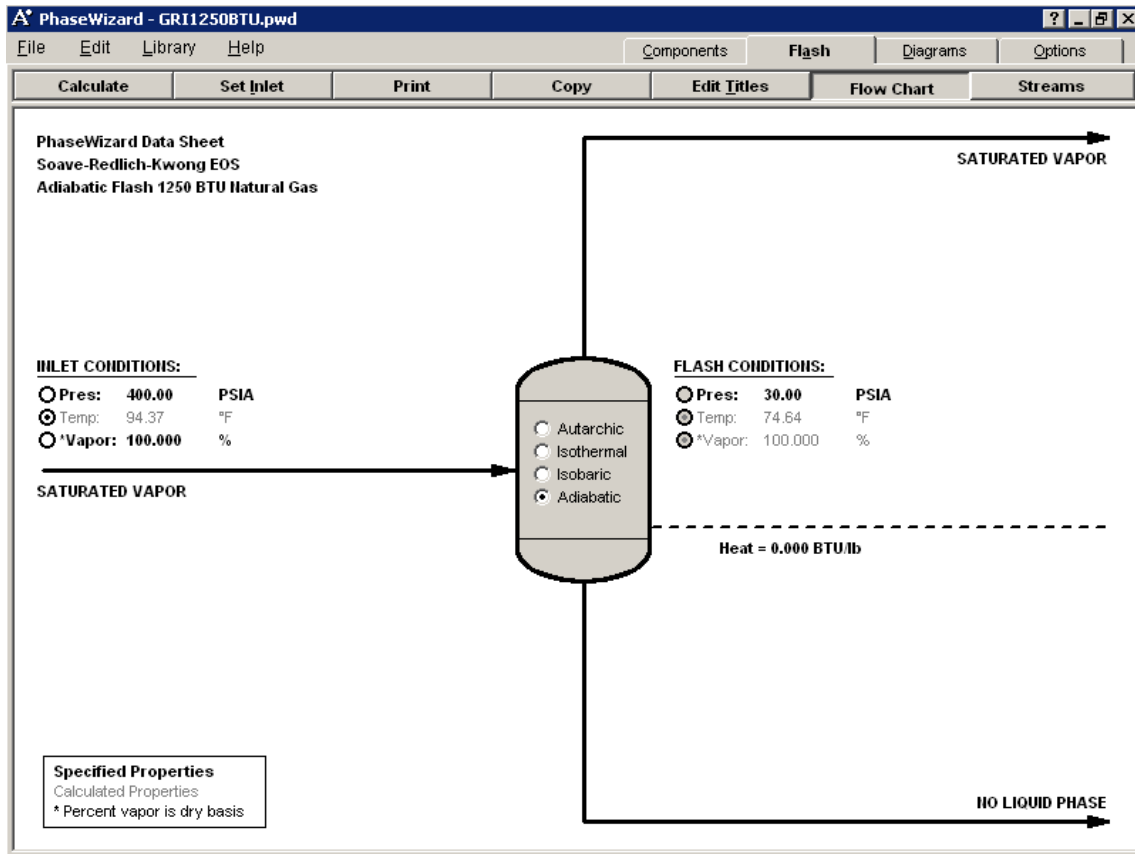 PhaseWizard - GRI1250BTU.pwd
File Edit Library Help Components Flash Diagrams Options
Calculate Set Inlet Print Copy Edit Titles Flow Chart Streams
PhaseWizard Data Sheet
Soave-Redlich-Kwong EOS
Adiabatic Flash 1250 BTU Natural Gas
SATURATED VAPOR
INLET CONDITIONS:
Pres: 400.00 PSIA
Temp: 94.37 °F
*Vapor: 100.000 %
SATURATED VAPOR
Autarchic
Isothermal
Isobaric
Adiabatic
FLASH CONDITIONS:
Pres: 30.00 PSIA
Temp: 74.64 °F
*Vapor: 100.000 %
Heat = 0.000 BTU/lb
Specified Properties
Calculated Properties
* Percent vapor is dry basis
NO LIQUID PHASE